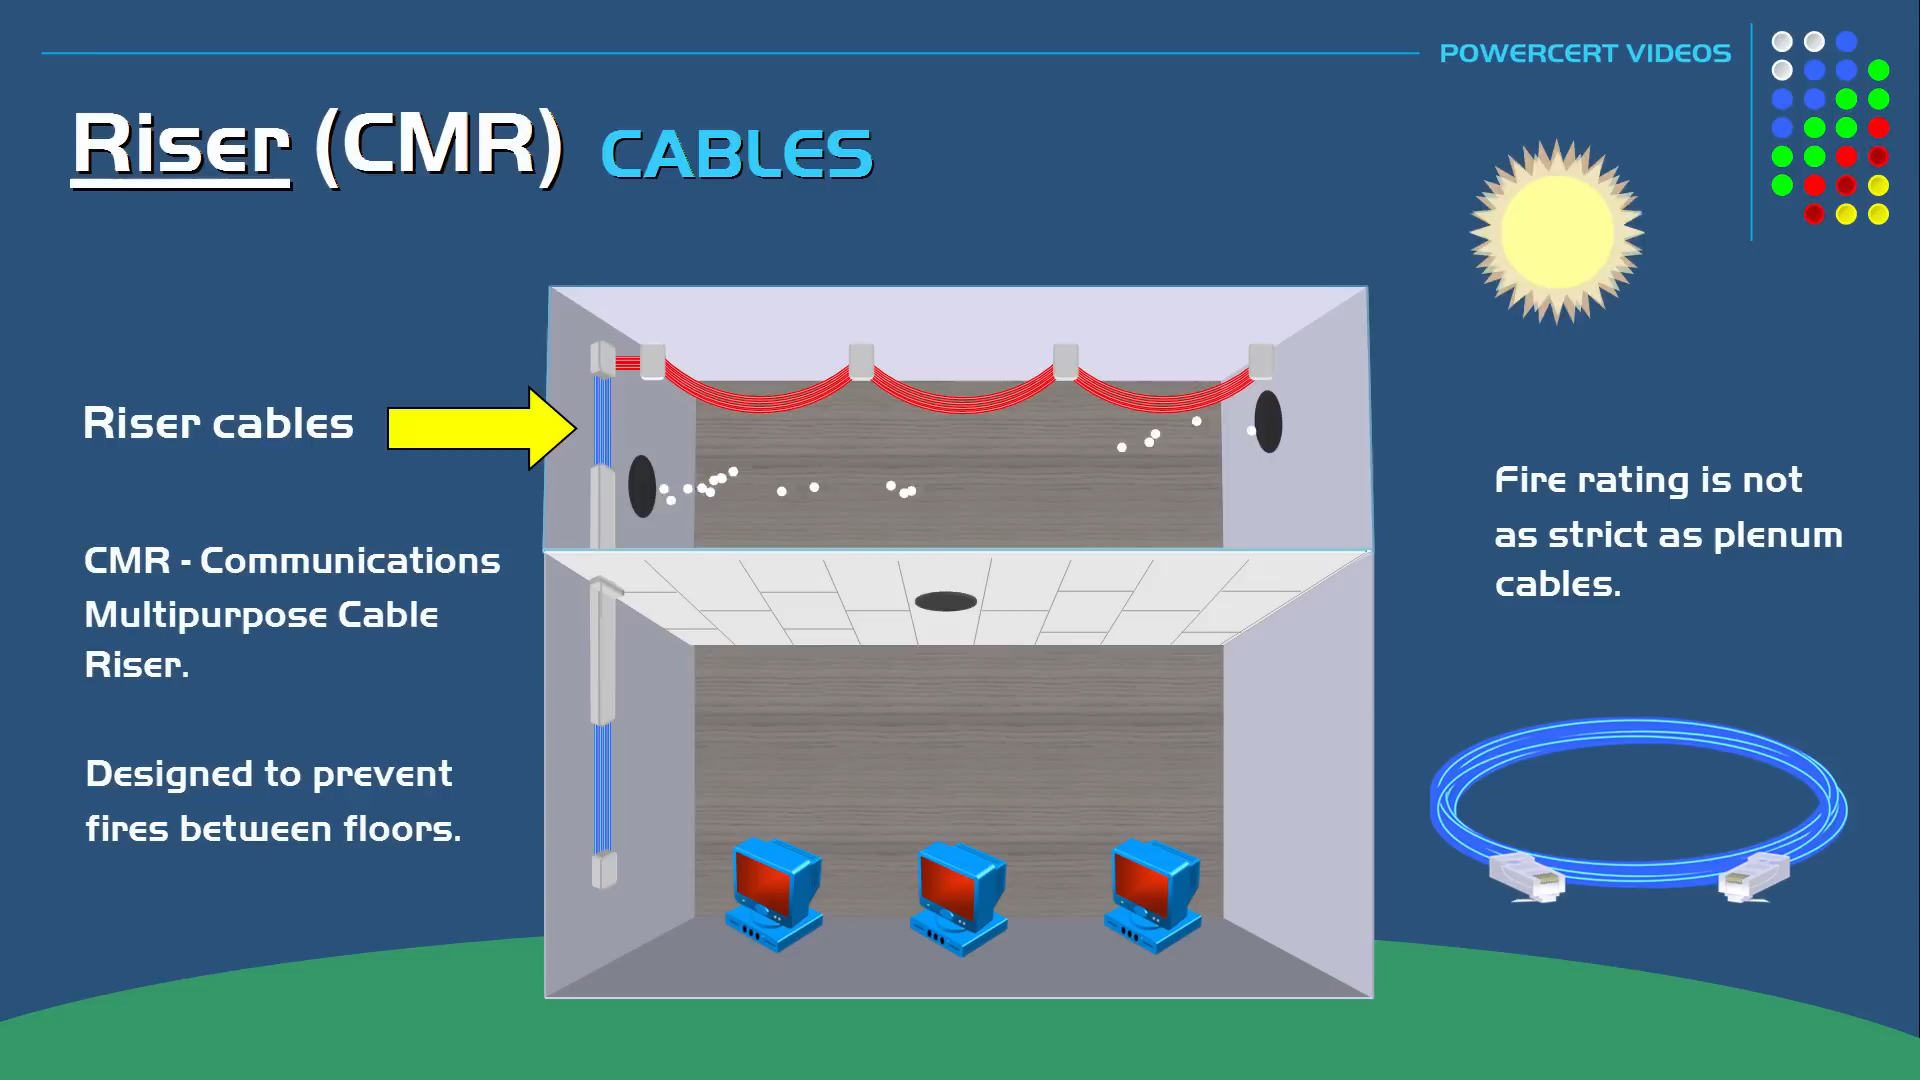 POWERCERT VIDEOS
Riser (CMR) CABLES
Riser cables
CMR - Communications
Multipurpose Cable
Riser.
Designed to prevent
fires between floors.
Fire rating is not
as strict as plenum
cables.